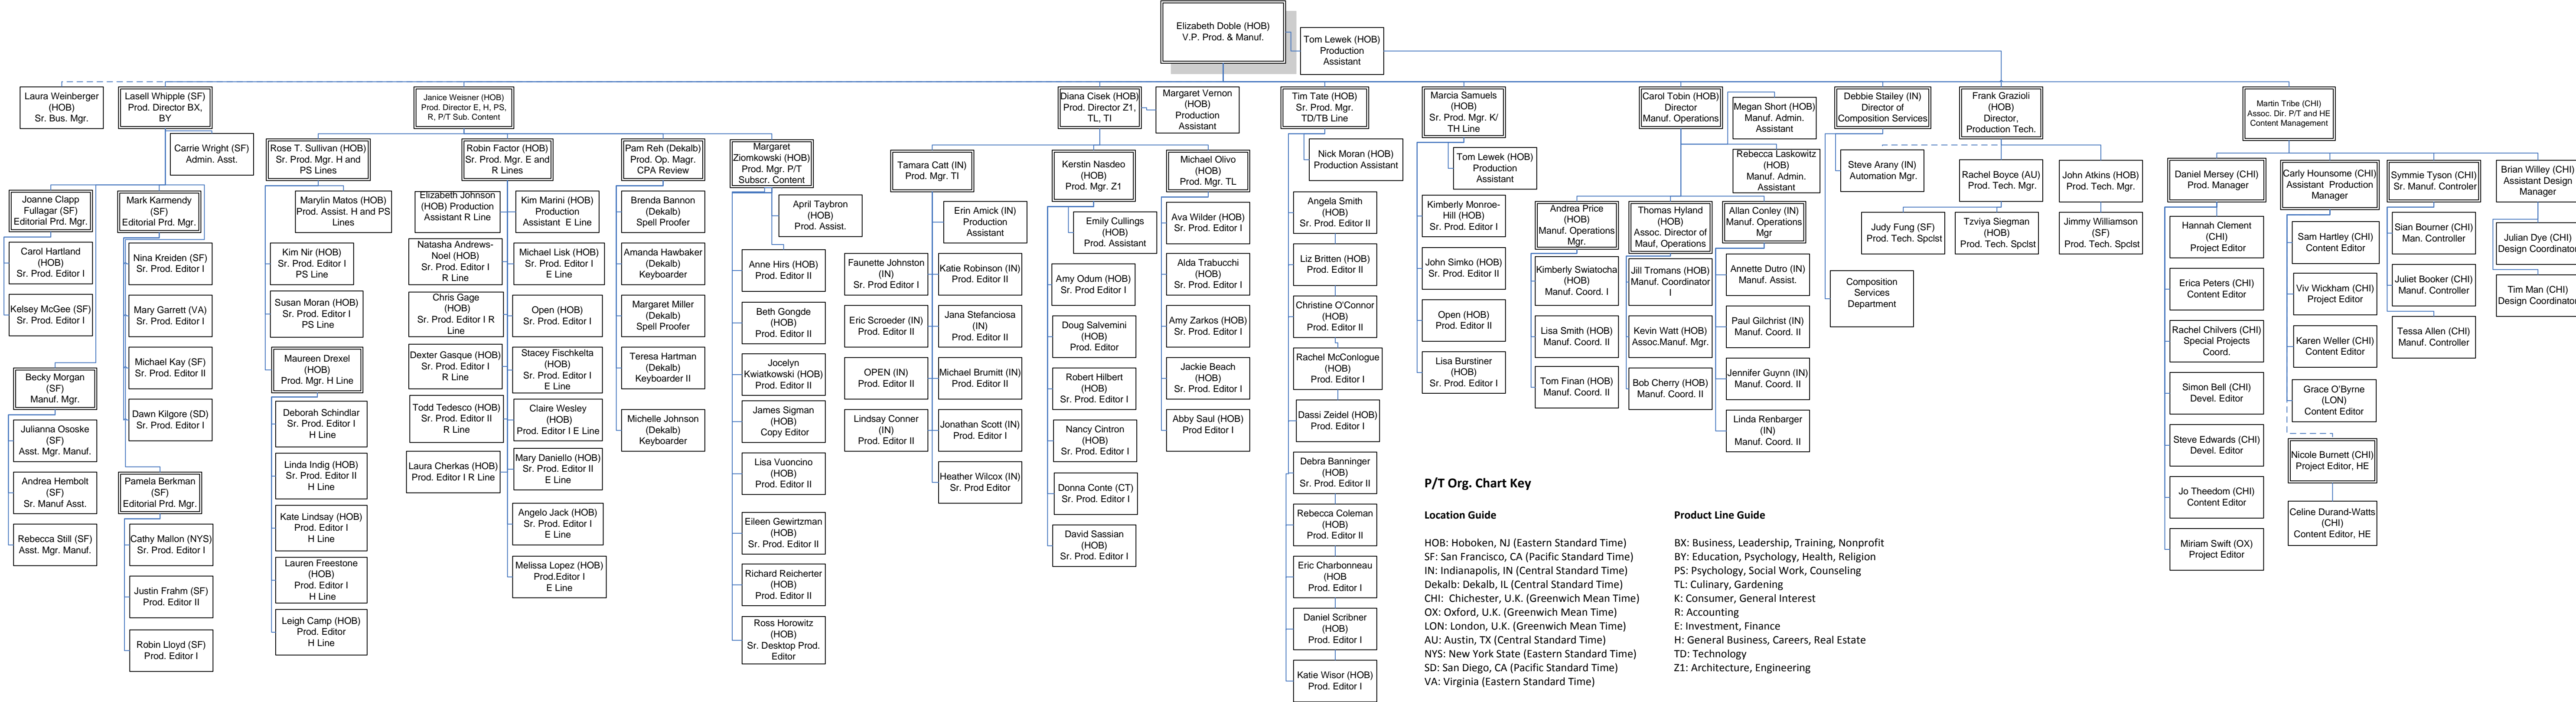 Elizabeth Doble (HOB)
V.P. Prod. & Manuf.
Tom Lewek (HOB)
Production
Assistant
Laura Weinberger
(HOB)
Sr. Bus. Mgr.
Lasell Whipple (SF)
Prod. Director BX,
BY
Carrie Wright (SF)
Admin. Asst.
Joanne Clapp
Fullagar (SF)
Editorial Prd. Mgr.
Carol Hartland
(HOB)
Sr. Prod. Editor I
Kelsey McGee (SF)
Sr. Prod. Editor I
Becky Morgan
(SF)
Manuf. Mgr.
Julianna Ososke
(SF)
Asst. Mgr. Manuf.
Andrea Hembolt
(SF)
Sr. Manuf Asst.
Rebecca Still (SF)
Asst. Mgr. Manuf.
Mark Karmendy
(SF)
Editorial Prd. Mgr.
Nina Kreiden (SF)
Sr. Prod. Editor I
Mary Garrett (VA)
Sr. Prod. Editor I
Michael Kay (SF)
Sr. Prod. Editor II
Dawn Kilgore (SD)
Sr. Prod. Editor I
Pamela Berkman
(SF)
Editorial Prd. Mgr.
Cathy Mallon (NYS)
Sr. Prod. Editor I
Justin Frahm (SF)
Prod. Editor II
Robin Lloyd (SF)
Prod. Editor I
Janice Weisner (HOB)
Prod. Director E, H, PS,
R, P/T Sub. Content
Rose T. Sullivan (HOB)
Sr. Prod. Mgr. H and
PS Lines
Marylin Matos (HOB)
Prod. Assist. H and PS
Lines
Kim Nir (HOB)
Sr. Prod. Editor I
PS Line
Susan Moran (HOB)
Sr. Prod. Editor I
PS Line
Maureen Drexel
(HOB)
Prod. Mgr. H Line
Deborah Schindlar
Sr. Prod. Editor I
H Line
Linda Indig (HOB)
Sr. Prod. Editor II
H Line
Kate Lindsay (HOB)
Prod. Editor I
H Line
Lauren Freestone
(HOB)
Prod. Editor I
H Line
Leigh Camp (HOB)
Prod. Editor
H Line
Robin Factor (HOB)
Sr. Prod. Mgr. E and
R Lines
Elizabeth Johnson
(HOB) Production
Assistant R Line
Natasha Andrews-
Noel (HOB)
Sr. Prod. Editor I
R Line
Chris Gage
(HOB)
Sr. Prod. Editor I R
Line
Dexter Gasque (HOB)
Sr. Prod. Editor I
R Line
Todd Tedesco (HOB)
Sr. Prod. Editor II
R Line
Laura Cherkas (HOB)
Prod. Editor I R Line
Kim Marini (HOB)
Production
Assistant E Line
Michael Lisk (HOB)
Sr. Prod. Editor I
E Line
Open (HOB)
Sr. Prod. Editor I
Stacey Fischkelta
(HOB)
Sr. Prod. Editor I
E Line
Claire Wesley
(HOB)
Prod. Editor I E Line
Mary Daniello (HOB)
Sr. Prod. Editor II
E Line
Angelo Jack (HOB)
Sr. Prod. Editor I
E Line
Melissa Lopez (HOB)
Prod.Editor I
E Line
Pam Reh (Dekalb)
Prod. Op. Magr.
CPA Review
Brenda Bannon
(Dekalb)
Spell Proofer
Amanda Hawbaker
(Dekalb)
Keyboarder
Margaret Miller
(Dekalb)
Spell Proofer
Teresa Hartman
(Dekalb)
Keyboarder II
Michelle Johnson
(Dekalb)
Keyboarder
Margaret
Ziomkowski (HOB)
Prod. Mgr. P/T
Subscr. Content
April Taybron
(HOB)
Prod. Assist.
Anne Hirs (HOB)
Prod. Editor II
Beth Gongde
(HOB)
Prod. Editor II
Jocelyn
Kwiatkowski (HOB)
Prod. Editor II
James Sigman
(HOB)
Copy Editor
Lisa Vuoncino
(HOB)
Prod. Editor II
Eileen Gewirtzman
(HOB)
Sr. Prod. Editor II
Richard Reicherter
(HOB)
Prod. Editor II
Ross Horowitz
(HOB)
Sr. Desktop Prod.
Editor
Diana Cisek (HOB)
Prod. Director Z1,
TL, TI
Margaret Vernon
(HOB)
Production
Assistant
Tamara Catt (IN)
Prod. Mgr. TI
Erin Amick (IN)
Production
Assistant
Faunette Johnston
(IN)
Sr. Prod Editor I
Eric Scroeder (IN)
Prod. Editor II
OPEN (IN)
Prod. Editor II
Lindsay Conner
(IN)
Prod. Editor II
Katie Robinson (IN)
Prod. Editor II
Jana Stefanciosa
(IN)
Prod. Editor II
Michael Brumitt (IN)
Prod. Editor II
Jonathan Scott (IN)
Prod. Editor I
Heather Wilcox (IN)
Sr. Prod Editor
Kerstin Nasdeo
(HOB)
Prod. Mgr. Z1
Emily Cullings
(HOB)
Prod. Assistant
Amy Odum (HOB)
Sr. Prod Editor I
Doug Salvemini
(HOB)
Prod. Editor
Robert Hilbert
(HOB)
Sr. Prod. Editor I
Nancy Cintron
(HOB)
Sr. Prod. Editor I
Donna Conte (CT)
Sr. Prod. Editor I
David Sassian
(HOB)
Sr. Prod. Editor I
Michael Olivo
(HOB)
Prod. Mgr. TL
Ava Wilder (HOB)
Sr. Prod. Editor I
Alda Trabucchi
(HOB)
Sr. Prod. Editor I
Amy Zarkos (HOB)
Sr. Prod. Editor I
Jackie Beach
(HOB)
Sr. Prod. Editor I
Abby Saul (HOB)
Prod Editor I
Tim Tate (HOB)
Sr. Prod. Mgr.
TD/TB Line
Nick Moran (HOB)
Production Assistant
Angela Smith
(HOB)
Sr. Prod. Editor II
Liz Britten (HOB)
Prod. Editor II
Christine O'Connor
(HOB)
Prod. Editor II
Rachel McConlogue
(HOB)
Prod. Editor I
Dassi Zeidel (HOB)
Prod. Editor I
Debra Banninger
(HOB)
Sr. Prod. Editor II
Rebecca Coleman
(HOB)
Prod. Editor II
Eric Charbonneau
(HOB
Prod. Editor I
Daniel Scribner
(HOB)
Prod. Editor I
Katie Wisor (HOB)
Prod. Editor I
Marcia Samuels
(HOB)
Sr. Prod. Mgr. K/
TH Line
Tom Lewek (HOB)
Production
Assistant
Kimberly Monroe-
Hill (HOB)
Sr. Prod. Editor I
John Simko (HOB)
Sr. Prod. Editor II
Open (HOB)
Prod. Editor II
Lisa Burstiner
(HOB)
Sr. Prod. Editor I
Carol Tobin (HOB)
Director
Manuf. Operations
Megan Short (HOB)
Manuf. Admin.
Assistant
Rebecca Laskowitz
(HOB)
Manuf. Admin.
Assistant
Andrea Price
(HOB)
Manuf. Operations
Mgr.
Kimberly Swiatocha
(HOB)
Manuf. Coord. I
Lisa Smith (HOB)
Manuf. Coord. II
Tom Finan (HOB)
Manuf. Coord. II
Thomas Hyland
(HOB)
Assoc. Director of
Mauf, Operations
Jill Tromans (HOB)
Manuf. Coordinator
I
Kevin Watt (HOB)
Assoc.Manuf. Mgr.
Bob Cherry (HOB)
Manuf. Coord. II
Allan Conley (IN)
Manuf. Operations
Mgr
Annette Dutro (IN)
Manuf. Assist.
Paul Gilchrist (IN)
Manuf. Coord. II
Jennifer Guynn (IN)
Manuf. Coord. II
Linda Renbarger
(IN)
Manuf. Coord. II
Debbie Stailey (IN)
Director of
Composition Services
Steve Arany (IN)
Automation Mgr.
Composition
Services
Department
Frank Grazioli
(HOB)
Director,
Production Tech.
Rachel Boyce (AU)
Prod. Tech. Mgr.
Judy Fung (SF)
Prod. Tech. Spclst
Tzviya Siegman
(HOB)
Prod. Tech. Spclst
John Atkins (HOB)
Prod. Tech. Mgr.
Jimmy Williamson
(SF)
Prod. Tech. Spclst
Martin Tribe (CHI)
Assoc. Dir. P/T and HE
Content Management
Daniel Mersey (CHI)
Prod. Manager
Hannah Clement
(CHI)
Project Editor
Erica Peters (CHI)
Content Editor
Rachel Chilvers (CHI)
Special Projects
Coord.
Simon Bell (CHI)
Devel. Editor
Steve Edwards (CHI)
Devel. Editor
Jo Theedom (CHI)
Content Editor
Miriam Swift (OX)
Project Editor
Carly Hounsome (CHI)
Assistant Production
Manager
Sam Hartley (CHI)
Content Editor
Viv Wickham (CHI)
Project Editor
Karen Weller (CHI)
Content Editor
Grace O'Byrne
(LON)
Content Editor
Nicole Burnett (CHI)
Project Editor, HE
Celine Durand-Watts
(CHI)
Content Editor, HE
Symmie Tyson (CHI)
Sr. Manuf. Controler
Sian Bourner (CHI)
Man. Controller
Juliet Booker (CHI)
Manuf. Controller
Tessa Allen (CHI)
Manuf. Controller
Brian Willey (CHI)
Assistant Design
Manager
Julian Dye (CHI)
Design Coordinator
Tim Man (CHI)
Design Coordinator
P/T Org. Chart Key
Location Guide
HOB: Hoboken, NJ (Eastern Standard Time)
SF: San Francisco, CA (Pacific Standard Time)
IN: Indianapolis, IN (Central Standard Time)
Dekalb: Dekalb, IL (Central Standard Time)
CHI: Chichester, U.K. (Greenwich Mean Time)
OX: Oxford, U.K. (Greenwich Mean Time)
LON: London, U.K. (Greenwich Mean Time)
AU: Austin, TX (Central Standard Time)
NYS: New York State (Eastern Standard Time)
SD: San Diego, CA (Pacific Standard Time)
VA: Virginia (Eastern Standard Time)
Product Line Guide
BX: Business, Leadership, Training, Nonprofit
BY: Education, Psychology, Health, Religion
PS: Psychology, Social Work, Counseling
TL: Culinary, Gardening
K: Consumer, General Interest
R: Accounting
E: Investment, Finance
H: General Business, Careers, Real Estate
TD: Technology
Z1: Architecture, Engineering